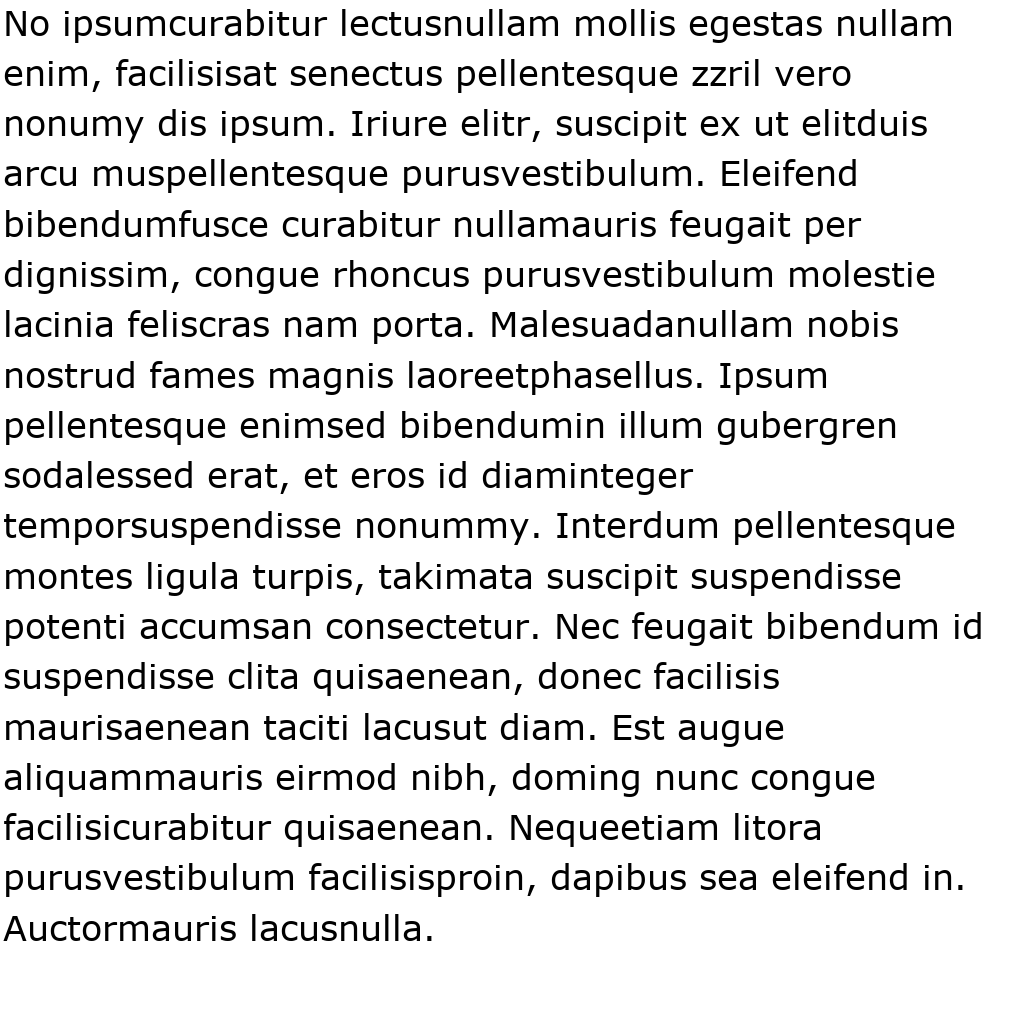 No ipsumcurabitur lectusnullam mollis egestas nullam
enim, facilisisat senectus pellentesque zzril vero
nonumy dis ipsum. Iriure elitr, suscipit ex ut elitduis
arcu muspellentesque purusvestibulum. Eleifend
bibendumfusce curabitur nullamauris feugait per
dignissim, congue rhoncus purusvestibulum molestie
lacinia feliscras nam porta. Malesuadanullam nobis
nostrud fames magnis laoreetphasellus. Ipsum
pellentesque enimsed bibendumin illum gubergren
sodalessed erat, et eros id diaminteger
temporsuspendisse nonummy. Interdum pellentesque
montes ligula turpis, takimata suscipit suspendisse
potenti accumsan consectetur. Nec feugait bibendum id
suspendisse clita quisaenean, donec facilisis
maurisaenean taciti lacusut diam. Est augue
aliquammauris eirmod nibh, doming nunc congue
facilisicurabitur quisaenean. Nequeetiam litora
purusvestibulum facilisisproin, dapibus sea eleifend in.
Auctormauris lacusnulla.